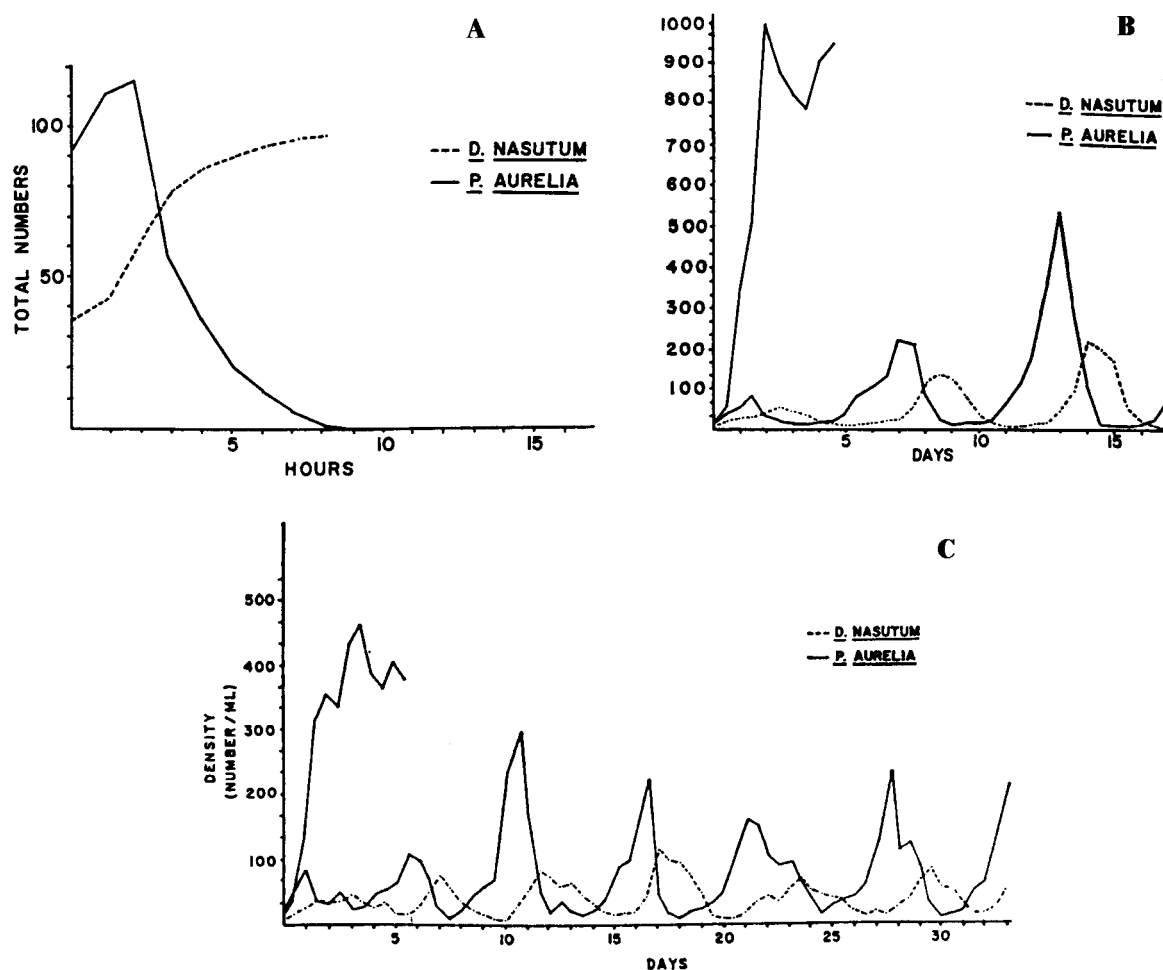 A
TOTAL NUMBERS
100
50
5
10
15
HOURS
--- D. NASUTUM
— P. AURELIA
B
1000
900
800
700
600
500
400
300
200
100
5
10
15
DAYS
--- D. NASUTUM
— P. AURELIA
C
DENSITY
(NUMBER/ML)
500
400
300
200
100
5
10
15
20
25
30
DAYS
--- D. NASUTUM
— P. AURELIA